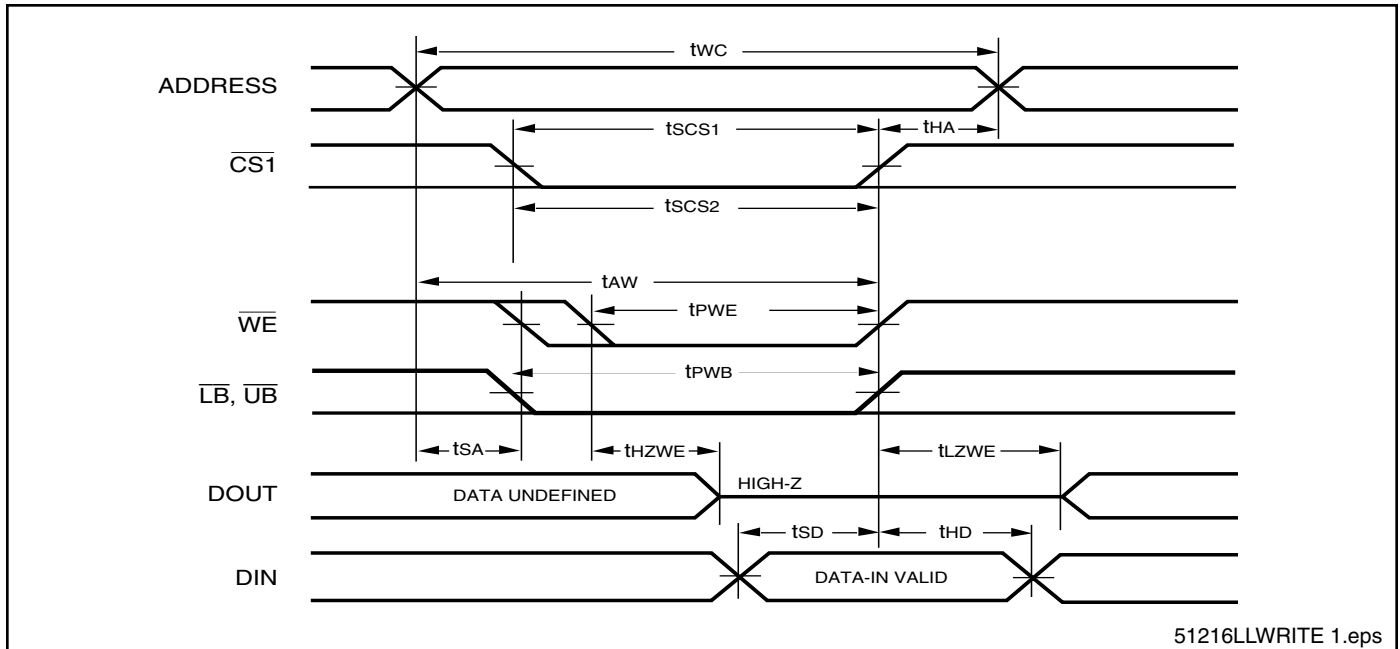 tWC
ADDRESS
tSCS1
tHA
CS1
tSCS2
tAW
WE
tPWE
tPWB
LB, UB
tSA
tHZWE
tLZWE
DOUT
DATA UNDEFINED
HIGH-Z
tSD
tHD
DIN
DATA-IN VALID
51216LLWRITE 1.eps